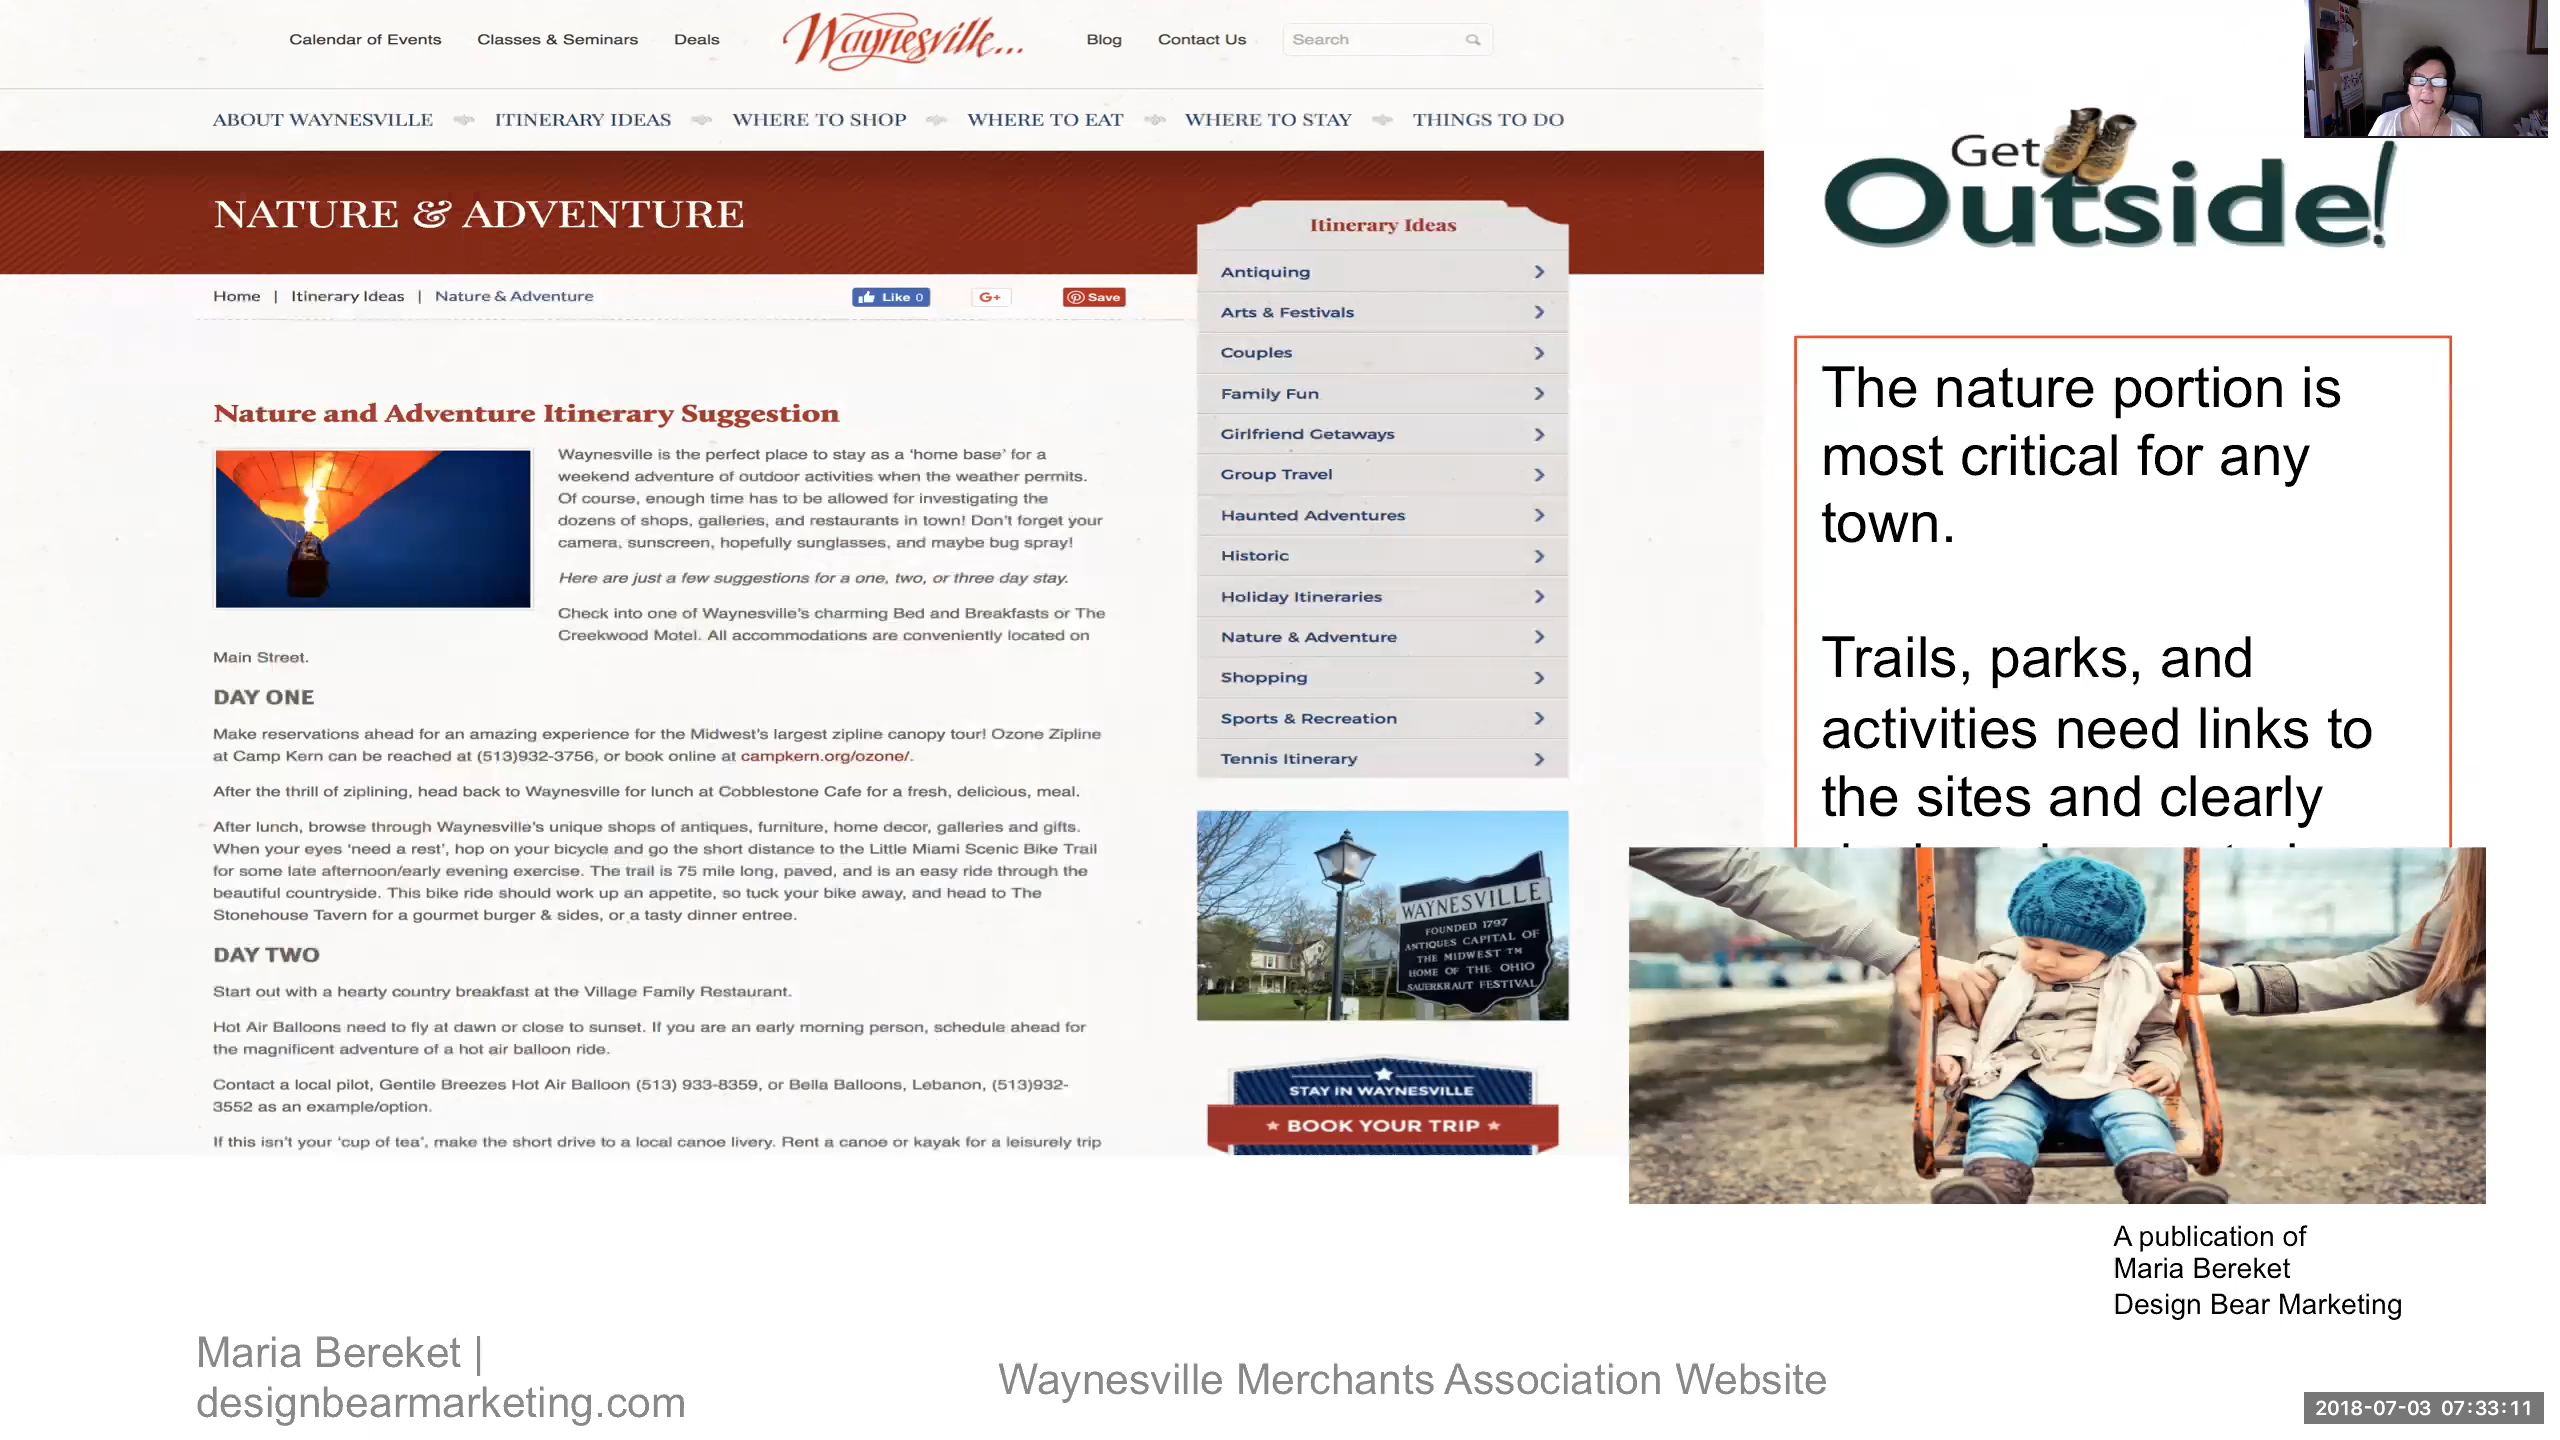 Calendar of Events Classes & Seminars Deals Waynesville... Blog Contact Us Search
ABOUT WAYNESVILLE ITINERARY IDEAS WHERE TO SHOP WHERE TO EAT WHERE TO STAY THINGS TO DO
NATURE & ADVENTURE
Home | Itinerary Ideas | Nature & Adventure Like 0 G+ Save
Nature and Adventure Itinerary Suggestion
Waynesville is the perfect place to stay as a 'home base' for a
weekend adventure of outdoor activities when the weather permits.
Of course, enough time has to be allowed for investigating the
dozens of shops, galleries, and restaurants in town! Don't forget your
camera, sunscreen, hopefully sunglasses, and maybe bug spray!
Here are just a few suggestions for a one, two, or three day stay.
Check into one of Waynesville's charming Bed and Breakfasts or The
Creekwood Motel. All accommodations are conveniently located on
Main Street.
DAY ONE
Make reservations ahead for an amazing experience for the Midwest's largest zipline canopy tour! Ozone Zipline
at Camp Kern can be reached at (513)932-3756, or book online at campkern.org/ozone/.
After the thrill of ziplining, head back to Waynesville for lunch at Cobblestone Cafe for a fresh, delicious, meal.
After lunch, browse through Waynesville's unique shops of antiques, furniture, home decor, galleries and gifts.
When your eyes 'need a rest', hop on your bicycle and go the short distance to the Little Miami Scenic Bike Trail
for some late afternoon/early evening exercise. The trail is 75 mile long, paved, and is an easy ride through the
beautiful countryside. This bike ride should work up an appetite, so tuck your bike away, and head to The
Stonehouse Tavern for a gourmet burger & sides, or a tasty dinner entree.
DAY TWO
Start out with a hearty country breakfast at the Village Family Restaurant.
Hot Air Balloons need to fly at dawn or close to sunset. If you are an early morning person, schedule ahead for
the magnificent adventure of a hot air balloon ride.
Contact a local pilot, Gentile Breezes Hot Air Balloon (513) 933-8359, or Bella Balloons, Lebanon, (513)932-
3552 as an example/option.
If this isn't your 'cup of tea', make the short drive to a local canoe livery. Rent a canoe or kayak for a leisurely trip
Itinerary Ideas
Antiquing
Arts & Festivals
Couples
Family Fun
Girlfriend Getaways
Group Travel
Haunted Adventures
Historic
Holiday Itineraries
Nature & Adventure
Shopping
Sports & Recreation
Tennis Itinerary
WAYNESVILLE
FOUNDED 1797
ANTIQUES CAPITAL OF
THE MIDWEST ™
HOME OF THE OHIO
SAUERKRAUT FESTIVAL
STAY IN WAYNESVILLE
BOOK YOUR TRIP
Get
Outside!
The nature portion is
most critical for any
town.
Trails, parks, and
activities need links to
the sites and clearly
A publication of
Maria Bereket
Design Bear Marketing
Maria Bereket |
designbearmarketing.com
Waynesville Merchants Association Website
2018-07-03 07:33:11